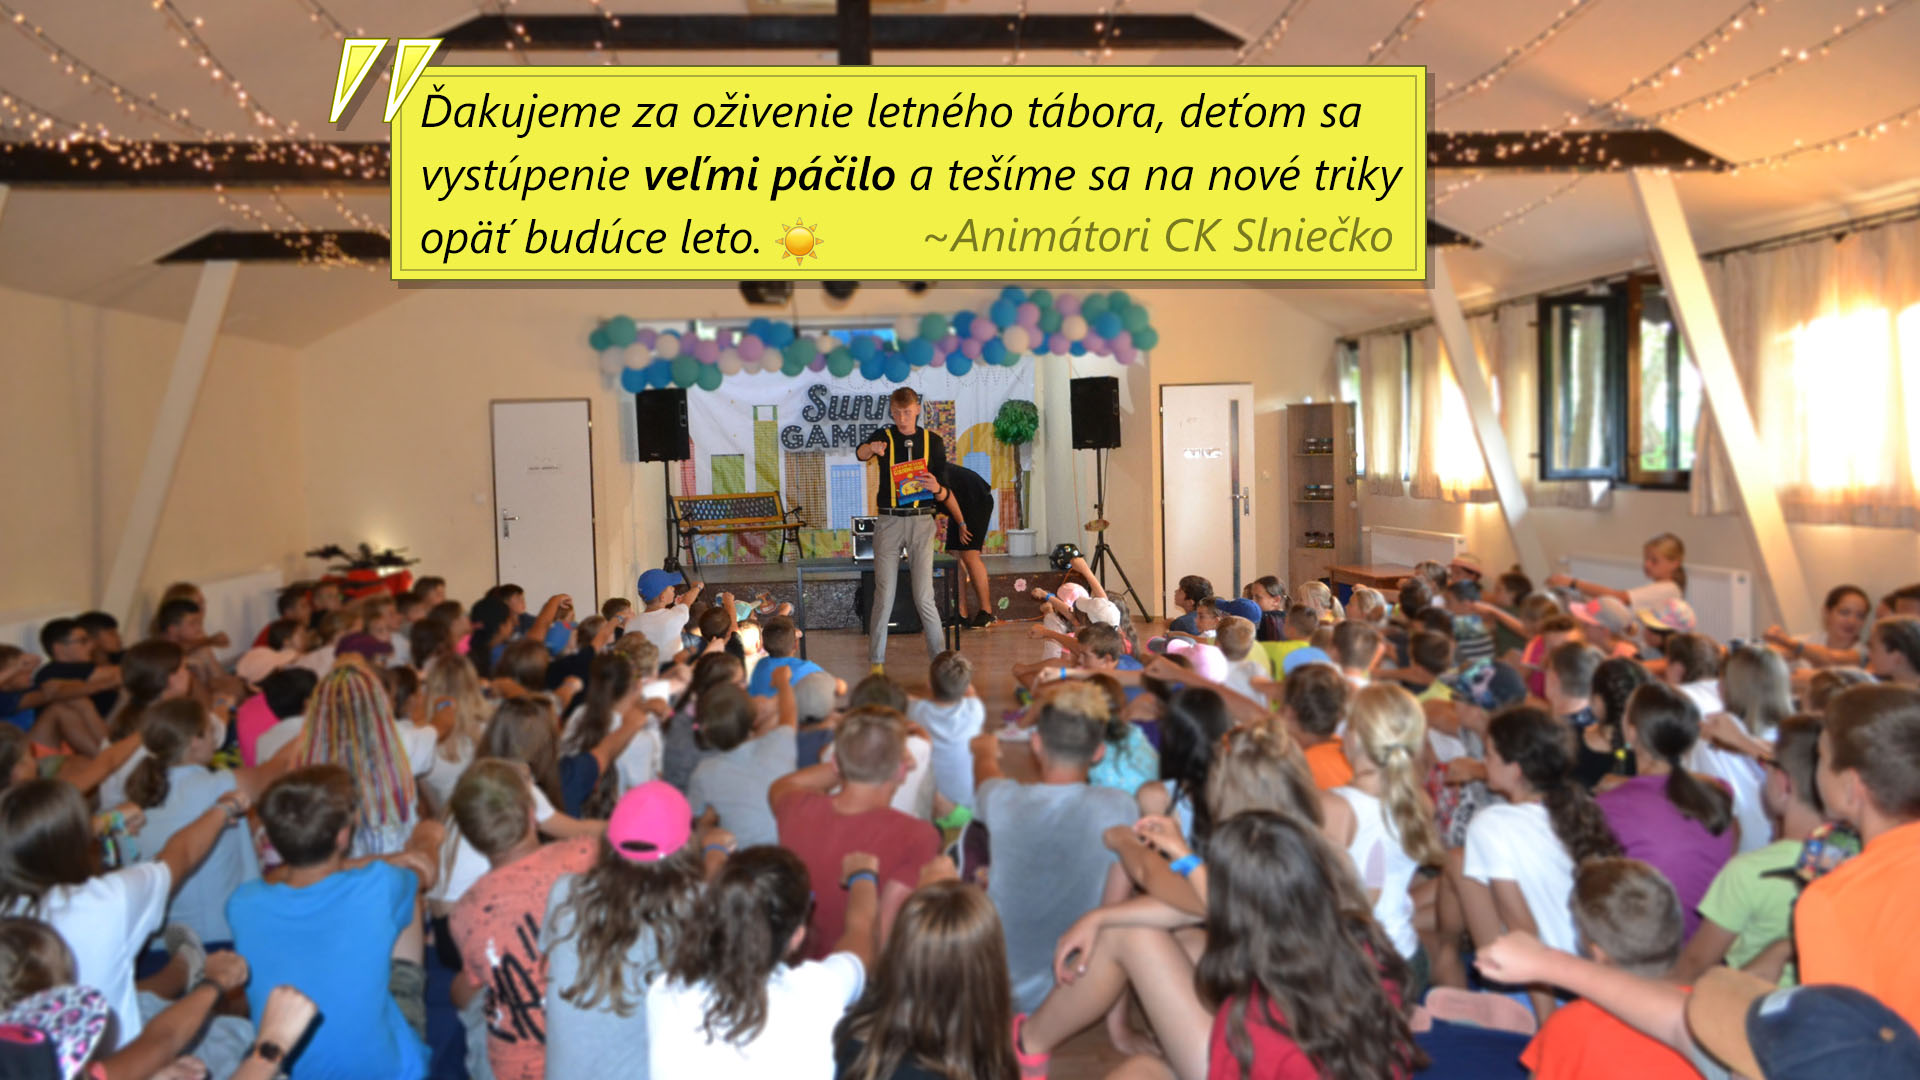 Ďakujeme za oživenie letného tábora, deťom sa
vystúpenie veľmi páčilo a tešíme sa na nové triky
opäť budúce leto. ☀️
~Animátori CK Slniečko
GAMES